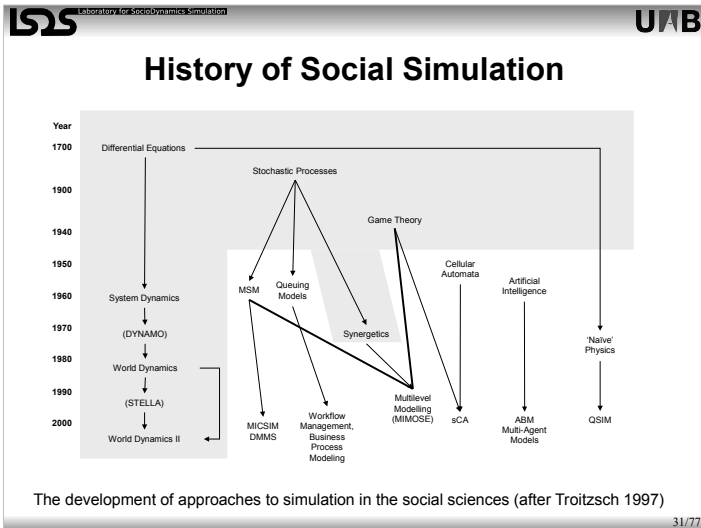 LSDS
Laboratory for SocioDynamics Simulation
UAB
History of Social Simulation
Year
1700
Differential Equations
Stochastic Processes
1900
Game Theory
1940
1950
Cellular
Automata
Artificial
Intelligence
MSM
Queuing
Models
1960
System Dynamics
1970
(DYNAMO)
Synergetics
'Naïve'
Physics
1980
World Dynamics
1990
(STELLA)
Multilevel
Modelling
(MIMOSE)
2000
World Dynamics II
MICSIM
DMMS
Workflow
Management,
Business
Process
Modeling
sCA
ABM
Multi-Agent
Models
QSIM
The development of approaches to simulation in the social sciences (after Troitzsch 1997)
31/77